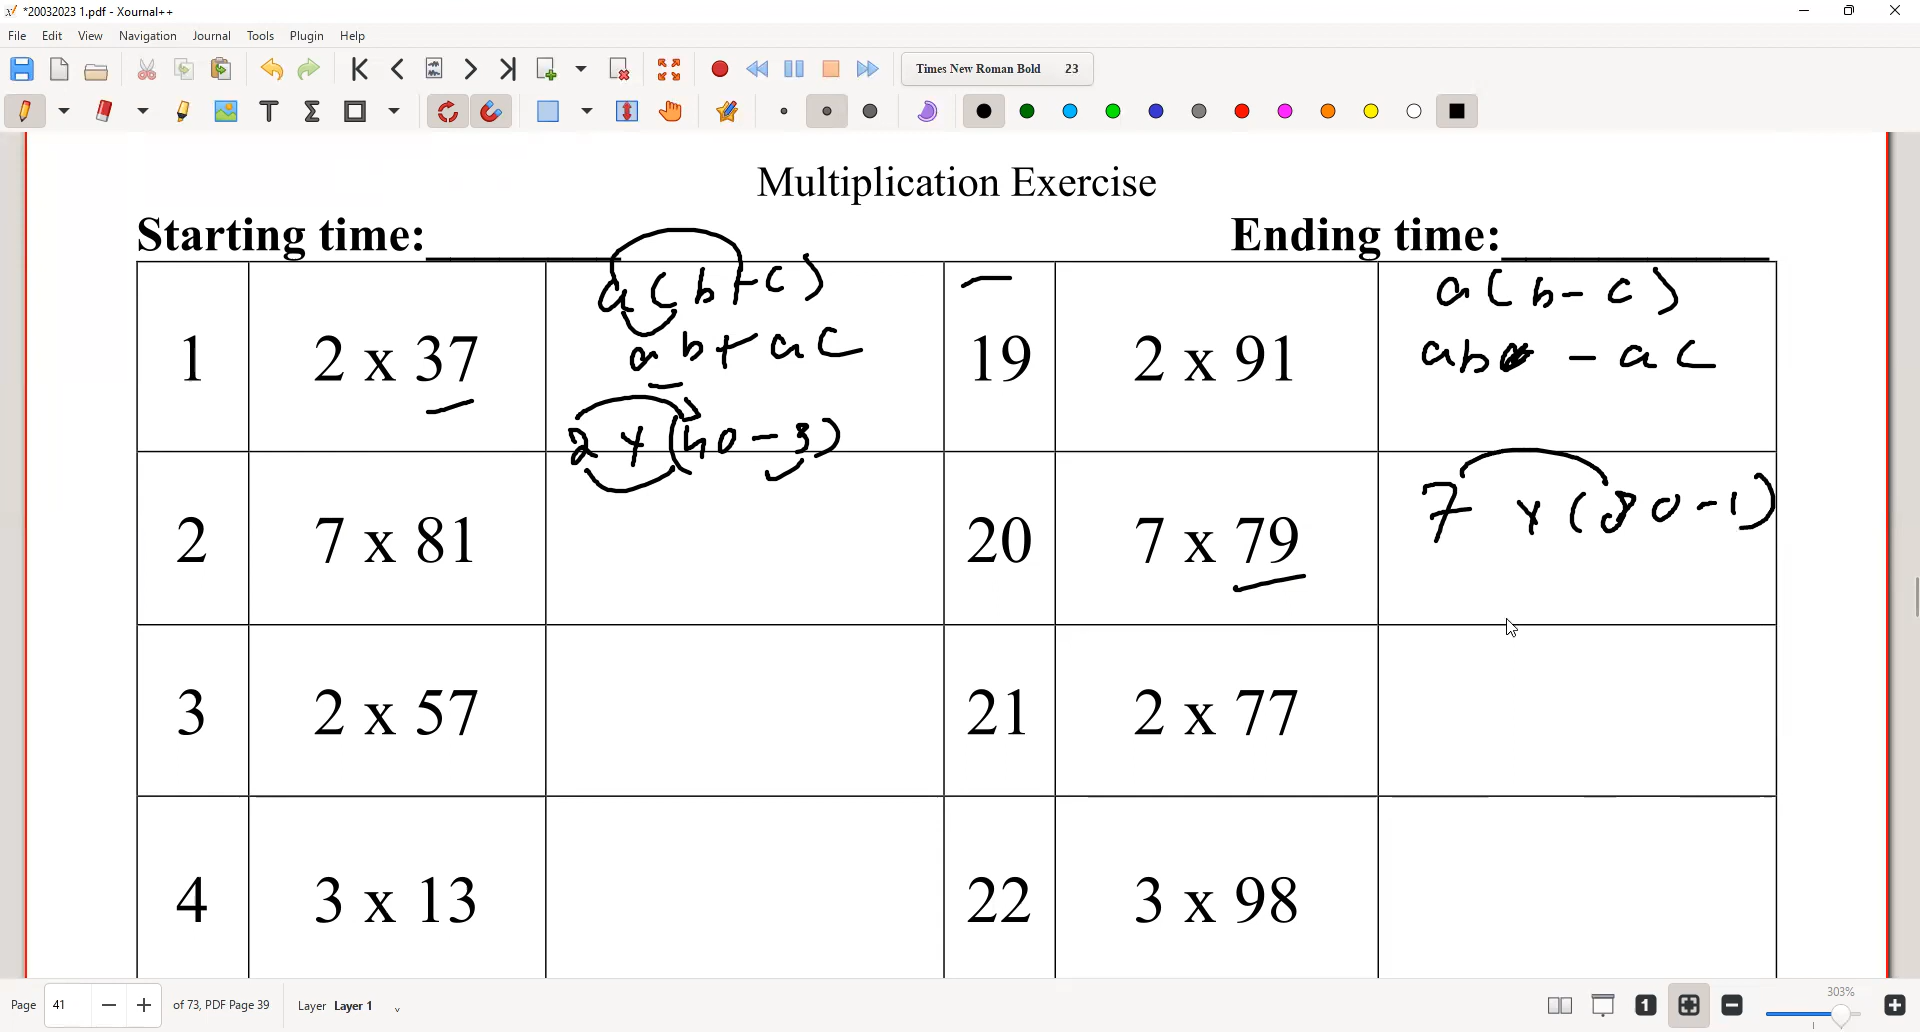 *20032023 1.pdf - Xournal++
File Edit View Navigation Journal Tools Plugin Help
Times New Roman Bold 23
Multiplication Exercise
Starting time:
Ending time:
a(b+c)
a(b-c)
1 2 x 37 ab+ac 19 2 x 91 ab - ac
2 x (40-3)
7 x (80-1)
2 7 x 81 20 7 x 79
3 2 x 57 21 2 x 77
4 3 x 13 22 3 x 98
Page 41 of 73, PDF Page 39 Layer Layer 1 1 303%